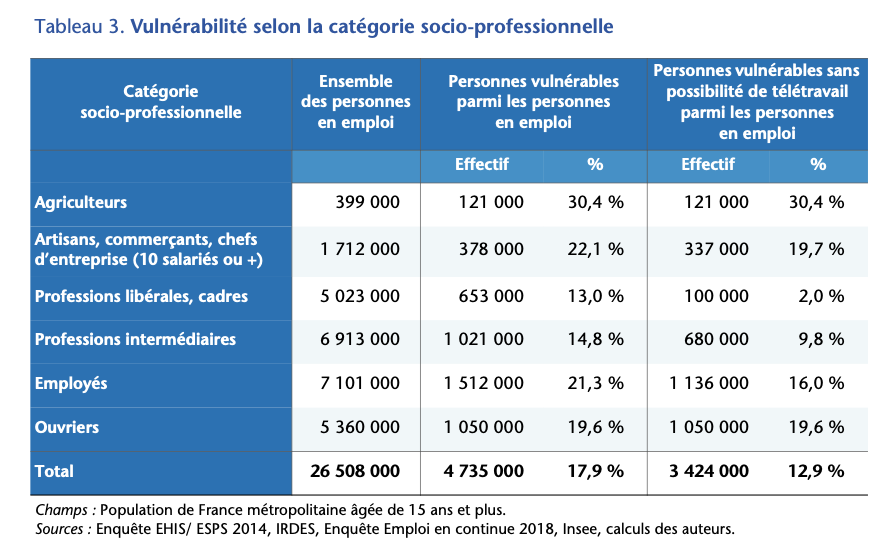 Tableau 3. Vulnérabilité selon la catégorie socio-professionnelle
Catégorie
socio-professionnelle
Ensemble
des personnes
en emploi
Personnes vulnérables
parmi les personnes
en emploi
Personnes vulnérables sans
possibilité de télétravail
parmi les personnes
en emploi
Effectif % Effectif %
Agriculteurs 399 000 121 000 30,4 % 121 000 30,4 %
Artisans, commerçants, chefs
d'entreprise (10 salariés ou +) 1 712 000 378 000 22,1 % 337 000 19,7 %
Professions libérales, cadres 5 023 000 653 000 13,0 % 100 000 2,0 %
Professions intermédiaires 6 913 000 1 021 000 14,8 % 680 000 9,8 %
Employés 7 101 000 1 512 000 21,3 % 1 136 000 16,0 %
Ouvriers 5 360 000 1 050 000 19,6 % 1 050 000 19,6 %
Total 26 508 000 4 735 000 17,9 % 3 424 000 12,9 %
Champs : Population de France métropolitaine âgée de 15 ans et plus.
Sources : Enquête EHIS/ ESPS 2014, IRDES, Enquête Emploi en continue 2018, Insee, calculs des auteurs.